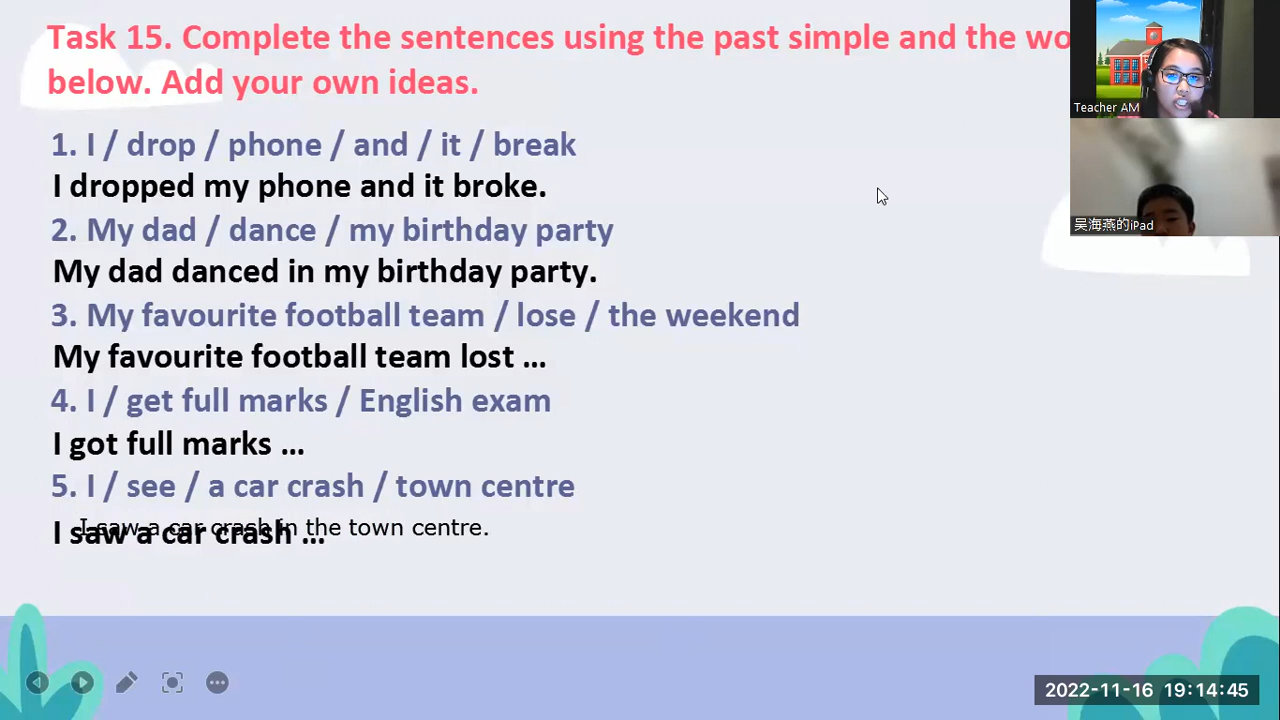 Task 15. Complete the sentences using the past simple and the wo
below. Add your own ideas.
1. I / drop / phone / and / it / break
I dropped my phone and it broke.
2. My dad / dance / my birthday party
My dad danced in my birthday party.
3. My favourite football team / lose / the weekend
My favourite football team lost ...
4. I / get full marks / English exam
I got full marks ...
5. I / see / a car crash / town centre
I saw a car crash in the town centre.
I saw a car crash ...
Teacher AM
吴海燕的iPad
2022-11-16 19:14:45